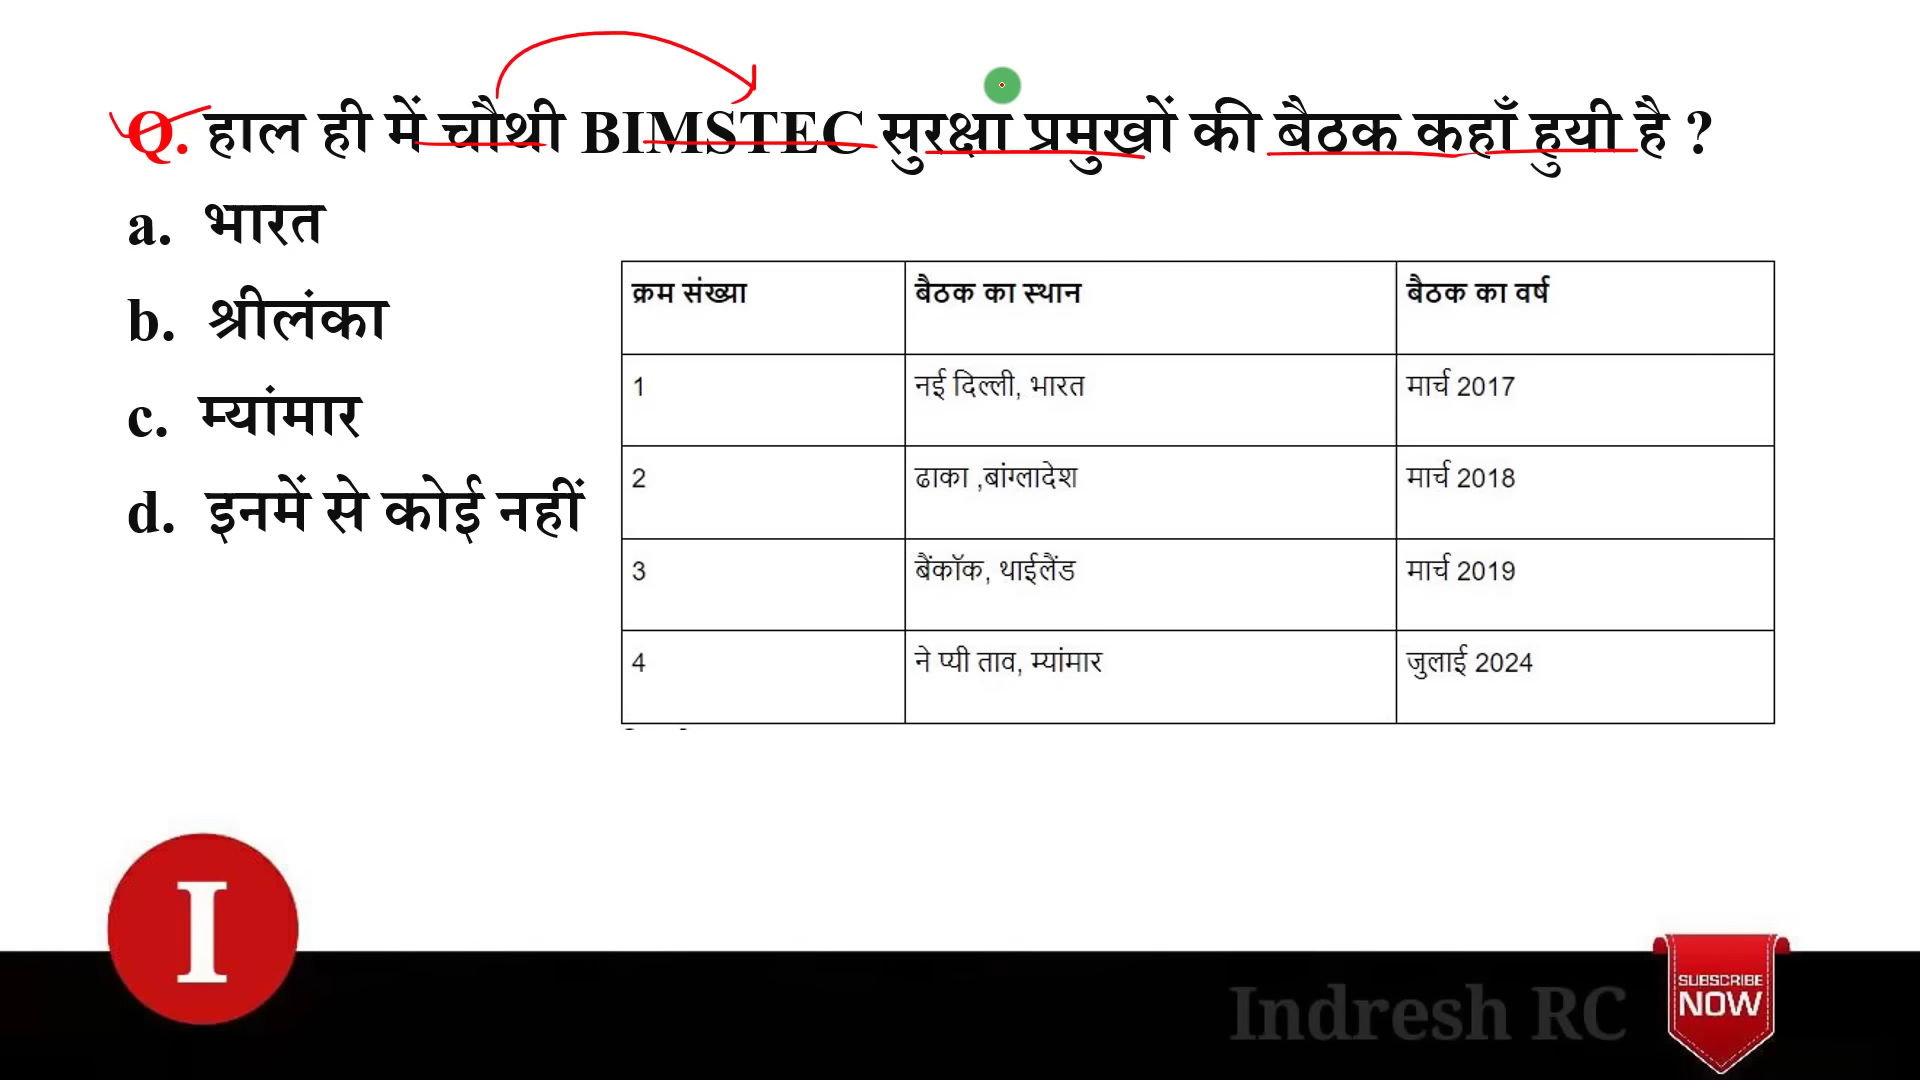 Q. हाल ही में चौथी BIMSTEC सुरक्षा प्रमुखों की बैठक कहाँ हुयी है ?
a. भारत
b. श्रीलंका
c. म्यांमार
d. इनमें से कोई नहीं
क्रम संख्या बैठक का स्थान बैठक का वर्ष
1 नई दिल्ली, भारत मार्च 2017
2 ढाका ,बांग्लादेश मार्च 2018
3 बैंकॉक, थाईलैंड मार्च 2019
4 ने प्यी ताव, म्यांमार जुलाई 2024
I
Indresh RC
SUBSCRIBE
NOW